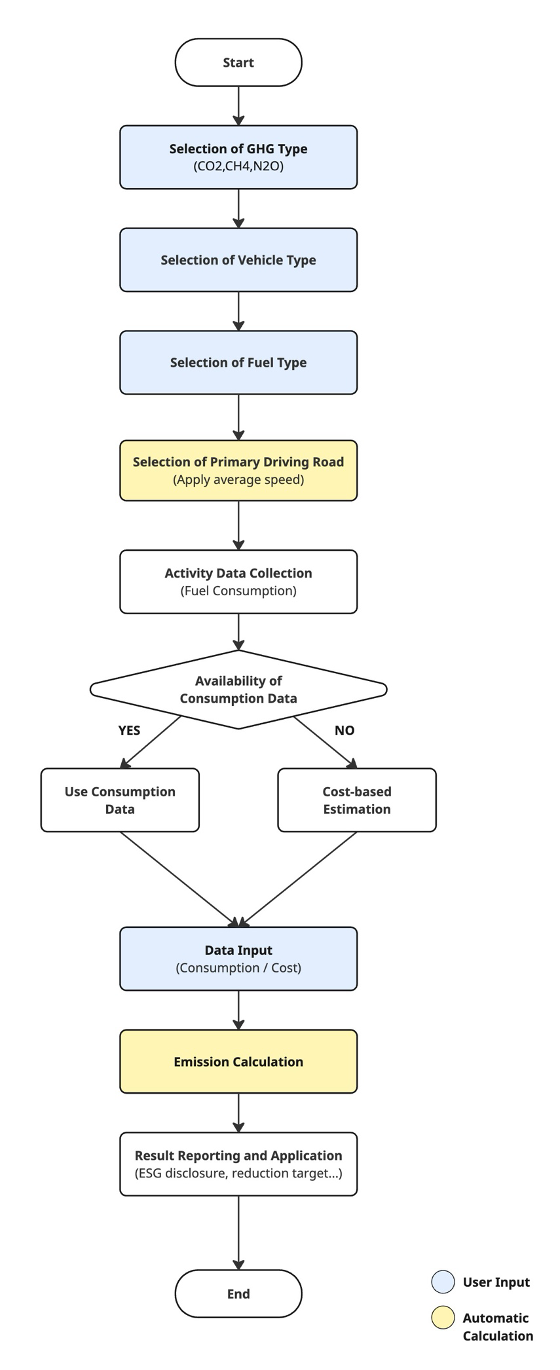 Start
Selection of GHG Type
(CO2,CH4,N2O)
Selection of Vehicle Type
Selection of Fuel Type
Selection of Primary Driving Road
(Apply average speed)
Activity Data Collection
(Fuel Consumption)
Availability of
Consumption Data
YES
NO
Use Consumption
Data
Cost-based
Estimation
Data Input
(Consumption / Cost)
Emission Calculation
Result Reporting and Application
(ESG disclosure, reduction target...)
End
User Input
Automatic
Calculation